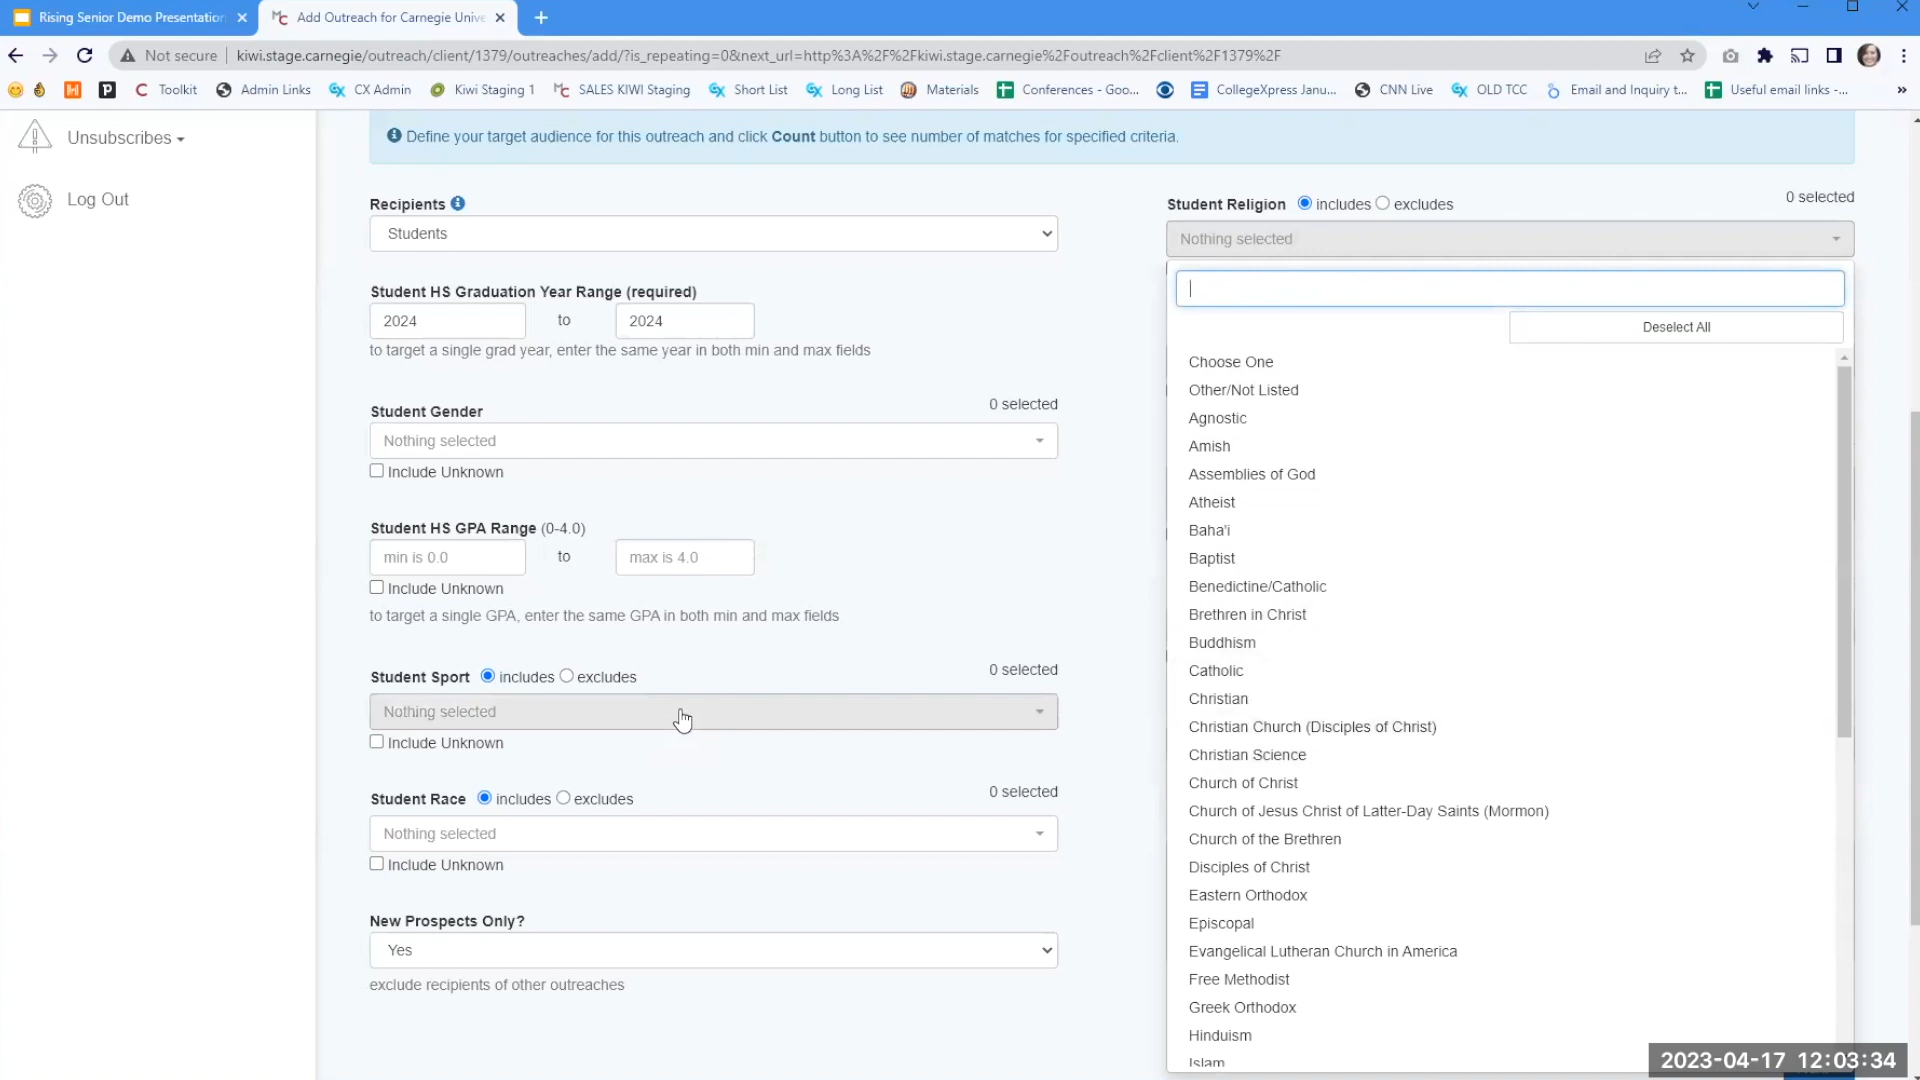 Rising Senior Demo Presentation
Add Outreach for Carnegie Unive
Not secure
kiwi.stage.carnegie/outreach/client/1379/outreaches/add/?is_repeating=0&next_url=http%3A%2F%2Fkiwi.stage.carnegie%2Foutreach%2Fclient%2F1379%2F
Toolkit
Admin Links
CX Admin
Kiwi Staging 1
SALES KIWI Staging
Short List
Long List
Materials
Conferences - Goo...
CollegeXpress Janu...
CNN Live
OLD TCC
Email and Inquiry t...
Useful email links -...
»
Unsubscribes
Log Out
Define your target audience for this outreach and click Count button to see number of matches for specified criteria.
Recipients
Students
Student HS Graduation Year Range (required)
2024 to 2024
to target a single grad year, enter the same year in both min and max fields
Student Gender 0 selected
Nothing selected
Include Unknown
Student HS GPA Range (0-4.0)
min is 0.0 to max is 4.0
Include Unknown
to target a single GPA, enter the same GPA in both min and max fields
Student Sport includes excludes 0 selected
Nothing selected
Include Unknown
Student Race includes excludes 0 selected
Nothing selected
Include Unknown
New Prospects Only?
Yes
exclude recipients of other outreaches
Student Religion includes excludes 0 selected
Nothing selected
Deselect All
Choose One
Other/Not Listed
Agnostic
Amish
Assemblies of God
Atheist
Baha'i
Baptist
Benedictine/Catholic
Brethren in Christ
Buddhism
Catholic
Christian
Christian Church (Disciples of Christ)
Christian Science
Church of Christ
Church of Jesus Christ of Latter-Day Saints (Mormon)
Church of the Brethren
Disciples of Christ
Eastern Orthodox
Episcopal
Evangelical Lutheran Church in America
Free Methodist
Greek Orthodox
Hinduism
Islam
2023-04-17 12:03:34